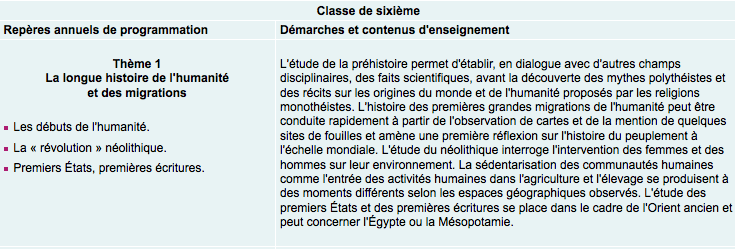 Classe de sixième
Repères annuels de programmation
Démarches et contenus d'enseignement
Thème 1
La longue histoire de l'humanité
et des migrations
Les débuts de l'humanité.
La « révolution » néolithique.
Premiers États, premières écritures.
L'étude de la préhistoire permet d'établir, en dialogue avec d'autres champs
disciplinaires, des faits scientifiques, avant la découverte des mythes polythéistes et
des récits sur les origines du monde et de l'humanité proposés par les religions
monothéistes. L'histoire des premières grandes migrations de l'humanité peut être
conduite rapidement à partir de l'observation de cartes et de la mention de quelques
sites de fouilles et amène une première réflexion sur l'histoire du peuplement à
l'échelle mondiale. L'étude du néolithique interroge l'intervention des femmes et des
hommes sur leur environnement. La sédentarisation des communautés humaines
comme l'entrée des activités humaines dans l'agriculture et l'élevage se produisent à
des moments différents selon les espaces géographiques observés. L'étude des
premiers États et des premières écritures se place dans le cadre de l'Orient ancien et
peut concerner l'Égypte ou la Mésopotamie.